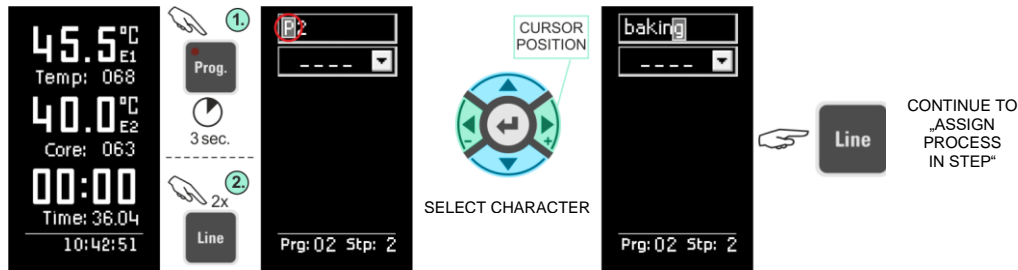 45.5°C
E1
Temp: 068
40.0°C
E2
Core: 063
00:00
Time: 36.04
10:42:51
1.
Prog.
3 sec.
2.
2x
Line
P2
_ _ _ _
Prg: 02 Stp: 2
CURSOR
POSITION
- +
SELECT CHARACTER
baking
_ _ _ _
Prg: 02 Stp: 2
Line
CONTINUE TO
„ASSIGN
PROCESS
IN STEP“